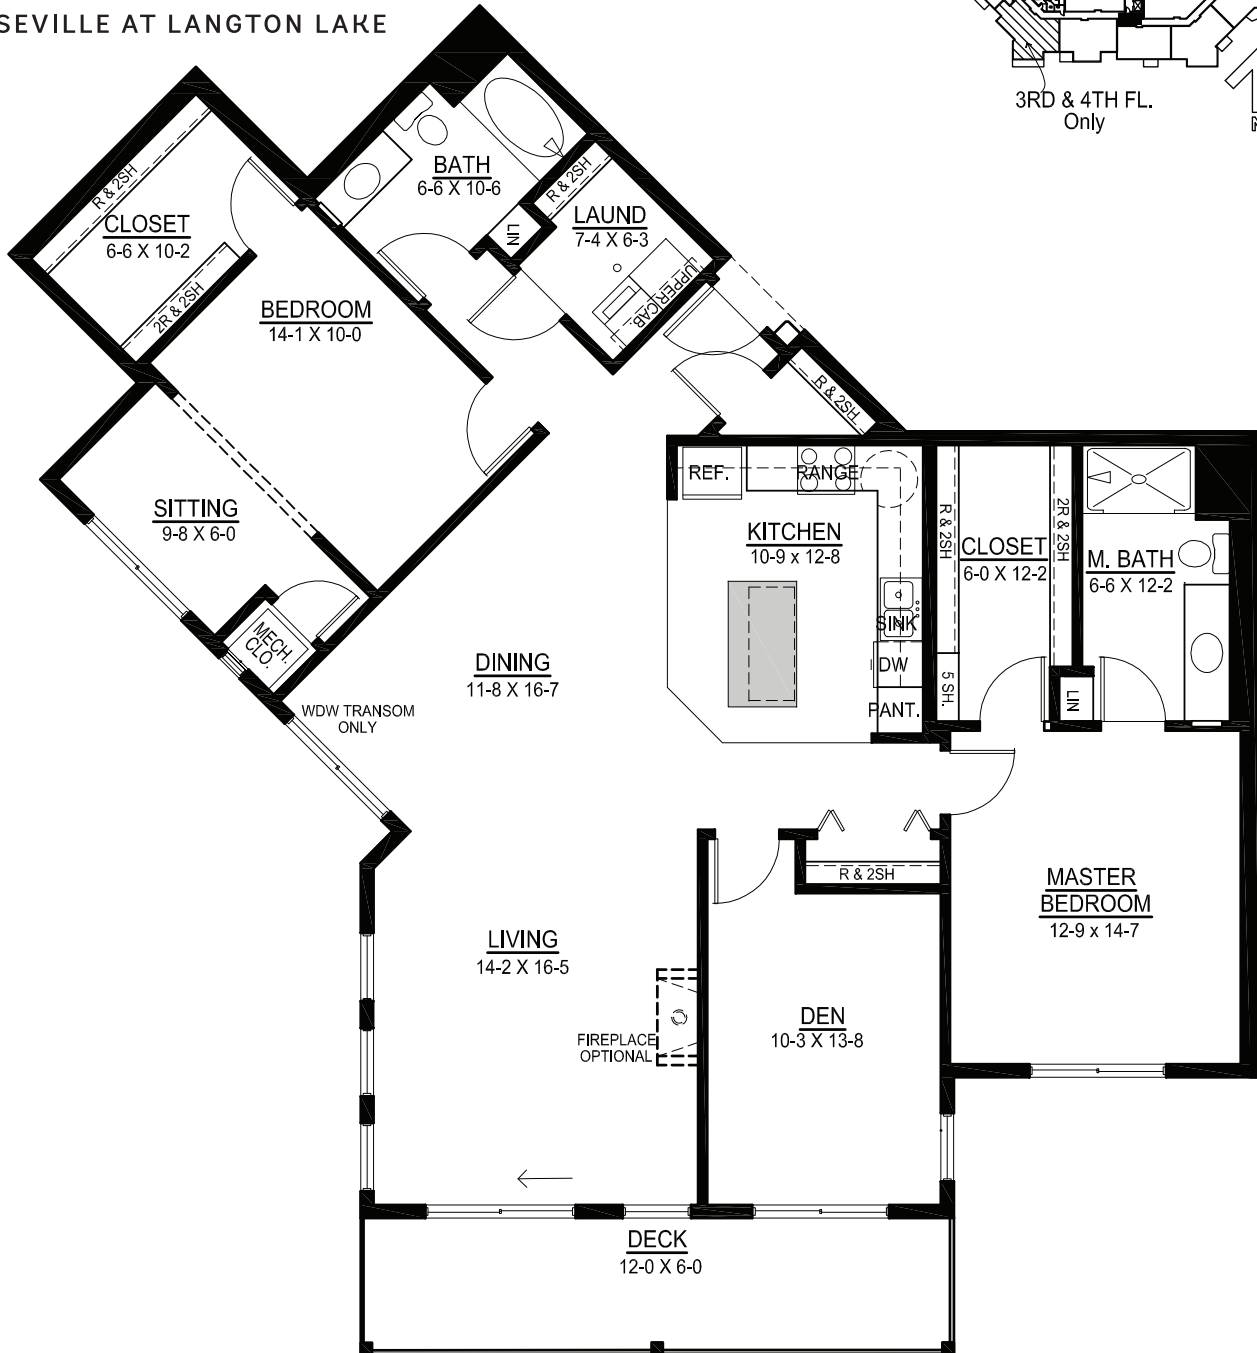 SEVILLE AT LANGTON LAKE
3RD & 4TH FL.
Only
BATH
6-6 X 10-6
R & 2SH
LIN
LAUND
7-4 X 6-3
UPPER CAB.
R & 2SH
CLOSET
6-6 X 10-2
2R & 2SH
BEDROOM
14-1 X 10-0
R & 2SH
SITTING
9-8 X 6-0
MECH.
CLO.
WDW TRANSOM
ONLY
DINING
11-8 X 16-7
REF.
RANGE
KITCHEN
10-9 x 12-8
SINK
DW
PANT.
R & 2SH
5 SH.
CLOSET
6-0 X 12-2
2R & 2SH
LIN
M. BATH
6-6 X 12-2
MASTER
BEDROOM
12-9 x 14-7
R & 2SH
LIVING
14-2 X 16-5
FIREPLACE
OPTIONAL
DEN
10-3 X 13-8
DECK
12-0 X 6-0